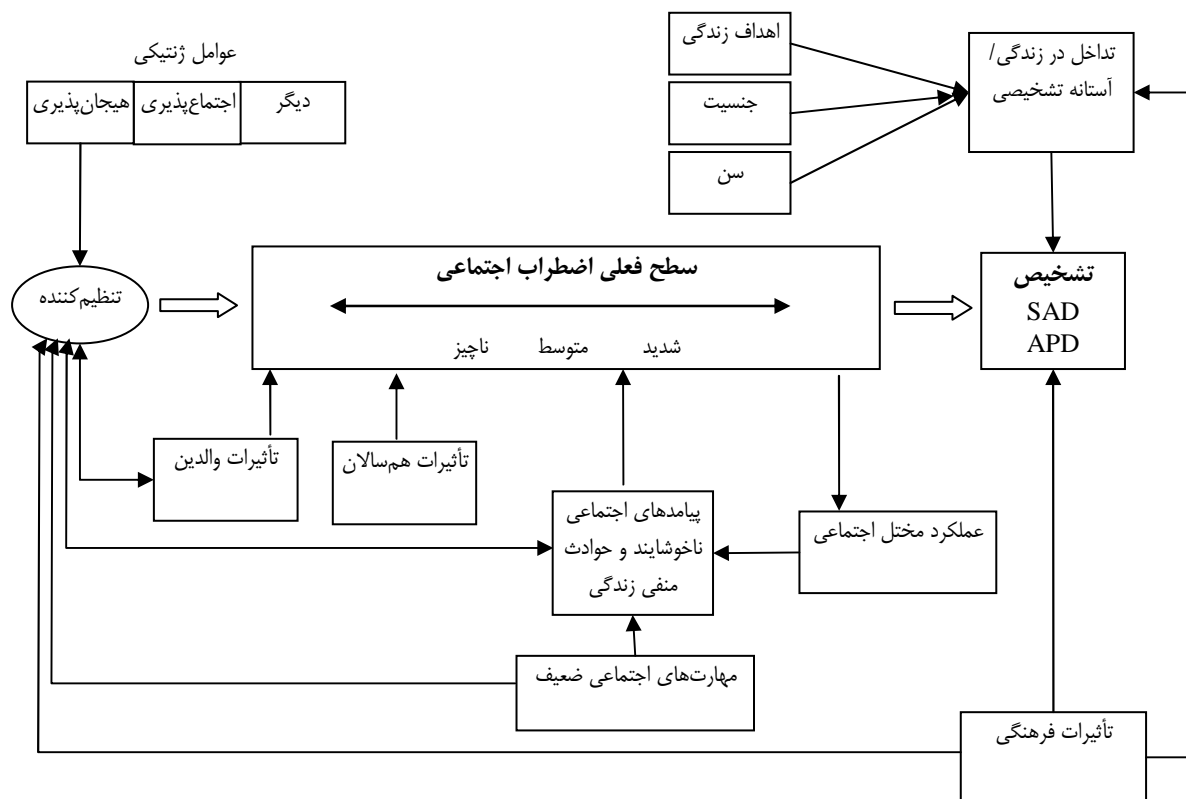 عوامل ژنتیکی
هیجان‌پذیری
اجتماع‌پذیری
دیگر
اهداف زندگی
جنسیت
سن
تداخل در زندگی/
آستانه تشخیصی
تنظیم‌کننده
سطح فعلی اضطراب اجتماعی
ناچیز متوسط شدید
تشخیص
SAD
APD
تأثیرات والدین
تأثیرات هم‌سالان
پیامدهای اجتماعی
ناخوشایند و حوادث
منفی زندگی
عملکرد مختل اجتماعی
مهارت‌های اجتماعی ضعیف
تأثیرات فرهنگی